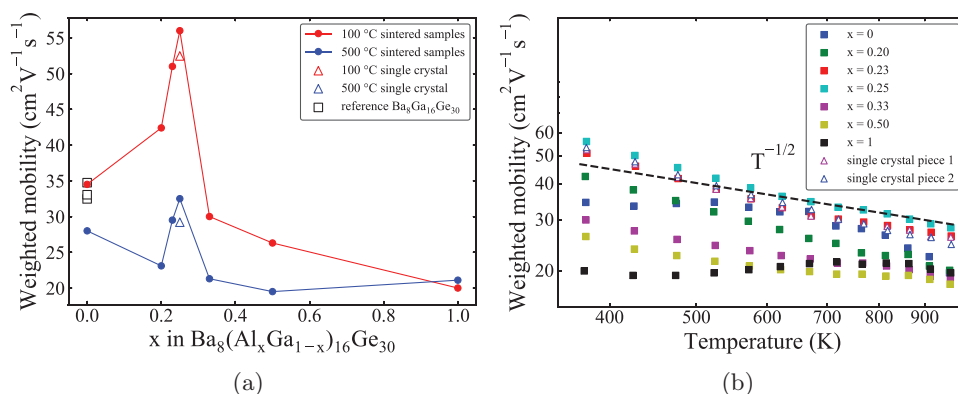 Weighted mobility (cm²V⁻¹s⁻¹)
55
50
45
40
35
30
25
20
0.0
0.2
0.4
0.6
0.8
1.0
x in Ba₈(AlₓGa₁₋ₓ)₁₆Ge₃₀
100 °C sintered samples
500 °C sintered samples
100 °C single crystal
500 °C single crystal
reference Ba₈Ga₁₆Ge₃₀
(a)
Weighted mobility (cm²V⁻¹s⁻¹)
60
50
40
30
20
400
500
600
700
800
900
Temperature (K)
T⁻¹/²
x = 0
x = 0.20
x = 0.23
x = 0.25
x = 0.33
x = 0.50
x = 1
single crystal piece 1
single crystal piece 2
(b)